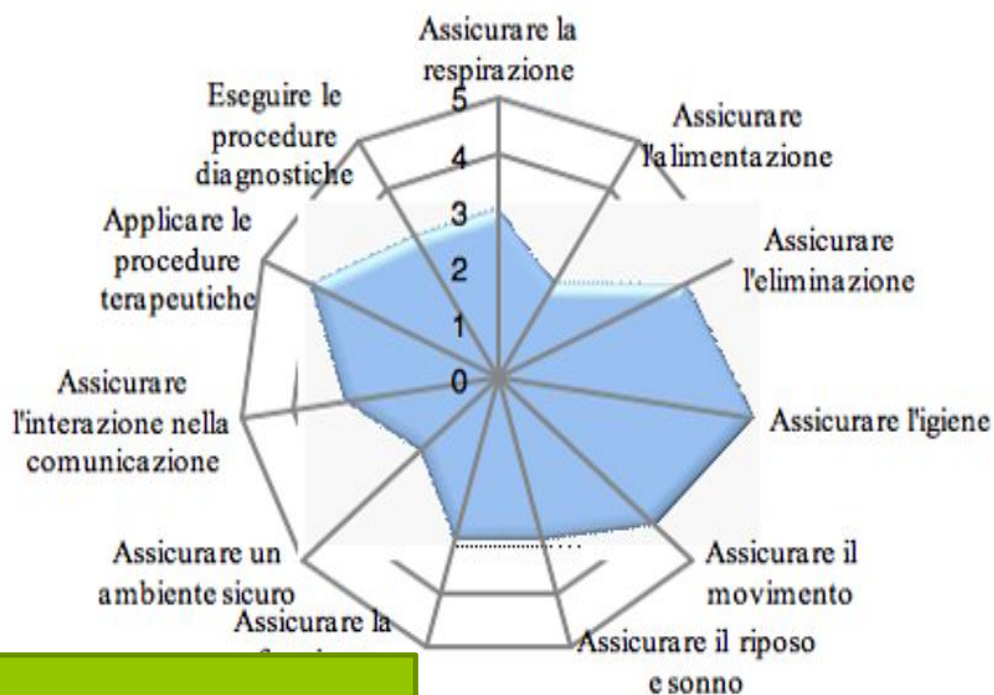 Assicurare la
respirazione
Assicurare
l'alimentazione
Assicurare
l'eliminazione
Assicurare l'igiene
Assicurare il
movimento
Assicurare il riposo
e sonno
Assicurare la
Assicurare un
ambiente sicuro
Assicurare
l'interazione nella
comunicazione
Applicare le
procedure
terapeutiche
Eseguire le
procedure
diagnostiche
5
4
3
2
1
0